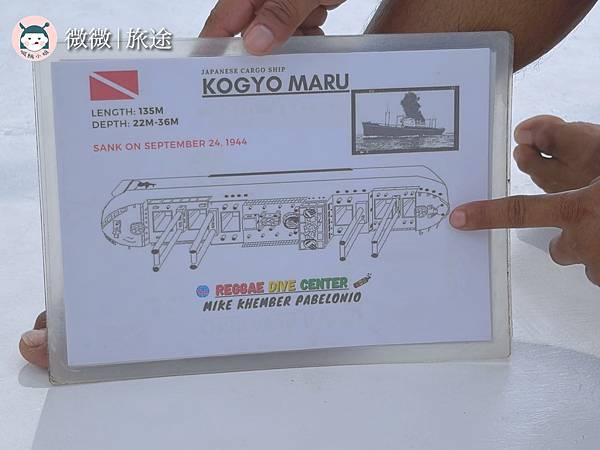 微微|旅途
JAPANESE CARGO SHIP
KOGYO MARU
LENGTH: 135M
DEPTH: 22M-36M
SANK ON SEPTEMBER 24, 1944
REGGAE DIVE CENTER
MIKE KHEMBER PABELONIO